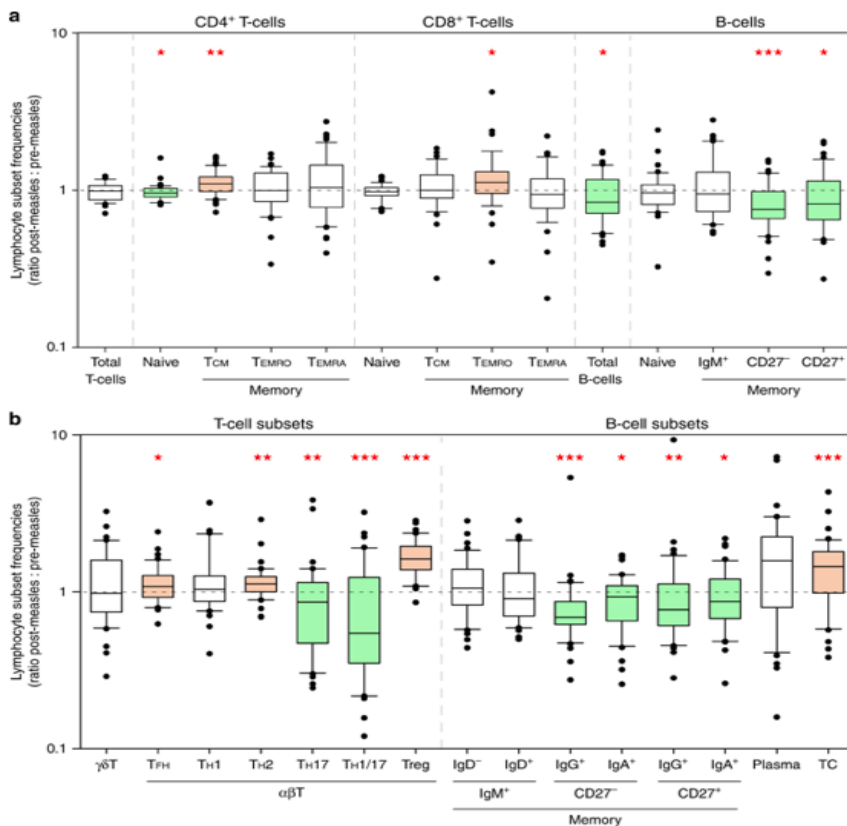 a
CD4⁺ T-cells CD8⁺ T-cells B-cells
★ ★★ ★ ★ ★★★ ★
Lymphocyte subset frequencies
(ratio post-measles : pre-measles)
10
1
0.1
Total T-cells Naive TCM TEMRO TEMRA Naive TCM TEMRO TEMRA Total B-cells Naive IgM⁺ CD27⁻ CD27⁺
Memory Memory Memory
b
T-cell subsets B-cell subsets
★ ★★ ★★ ★★★ ★★★ ★★★ ★ ★★ ★ ★★★
Lymphocyte subset frequencies
(ratio post-measles : pre-measles)
10
1
0.1
γδT TFH TH1 TH2 TH17 TH1/17 Treg IgD⁻ IgD⁺ IgG⁺ IgA⁺ IgG⁺ IgA⁺ Plasma TC
αβT IgM⁺ CD27⁻ CD27⁺
Memory